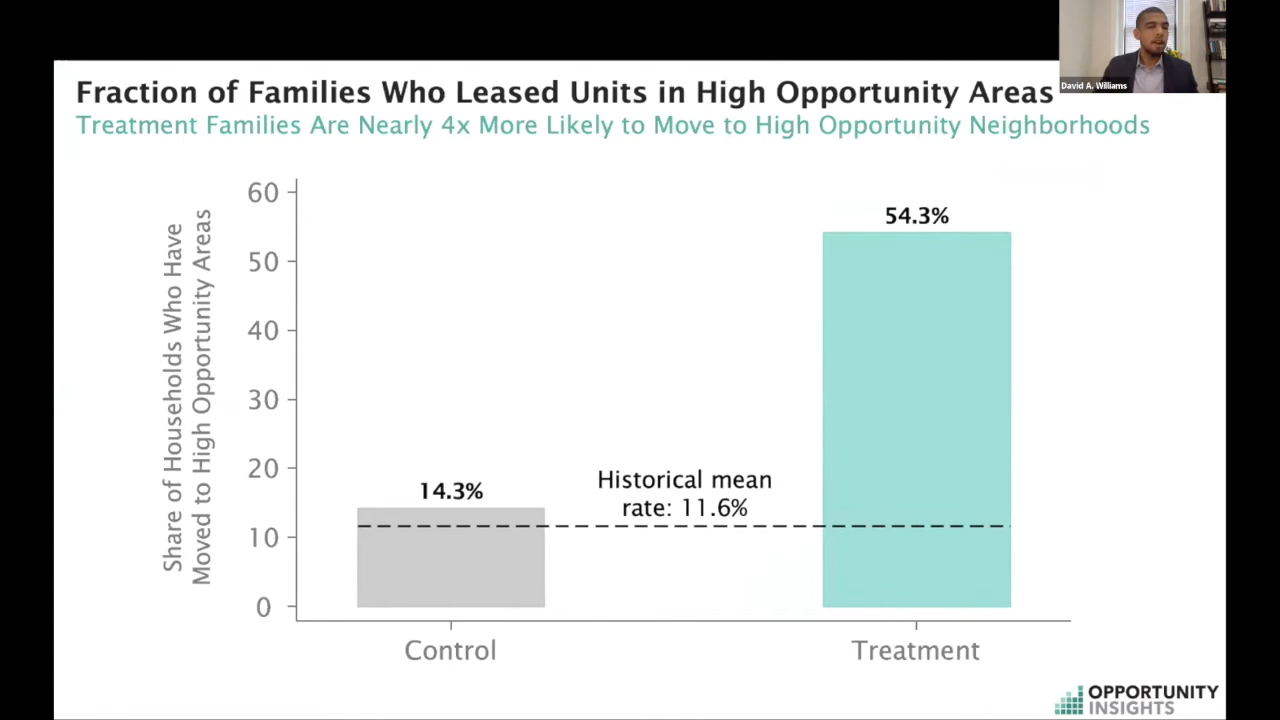 David A. Williams
Fraction of Families Who Leased Units in High Opportunity Areas
Treatment Families Are Nearly 4x More Likely to Move to High Opportunity Neighborhoods
Share of Households Who Have
Moved to High Opportunity Areas
60
50
40
30
20
10
0
14.3%
Historical mean
rate: 11.6%
54.3%
Control
Treatment
OPPORTUNITY
INSIGHTS